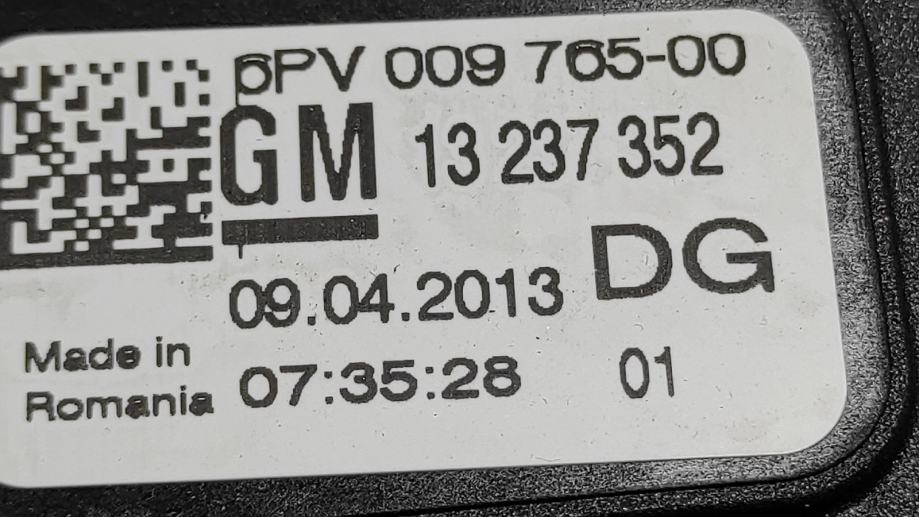 6PV 009 765-00
GM 13 237 352
DG
09.04.2013
Made in
Romania
07:35:28
01